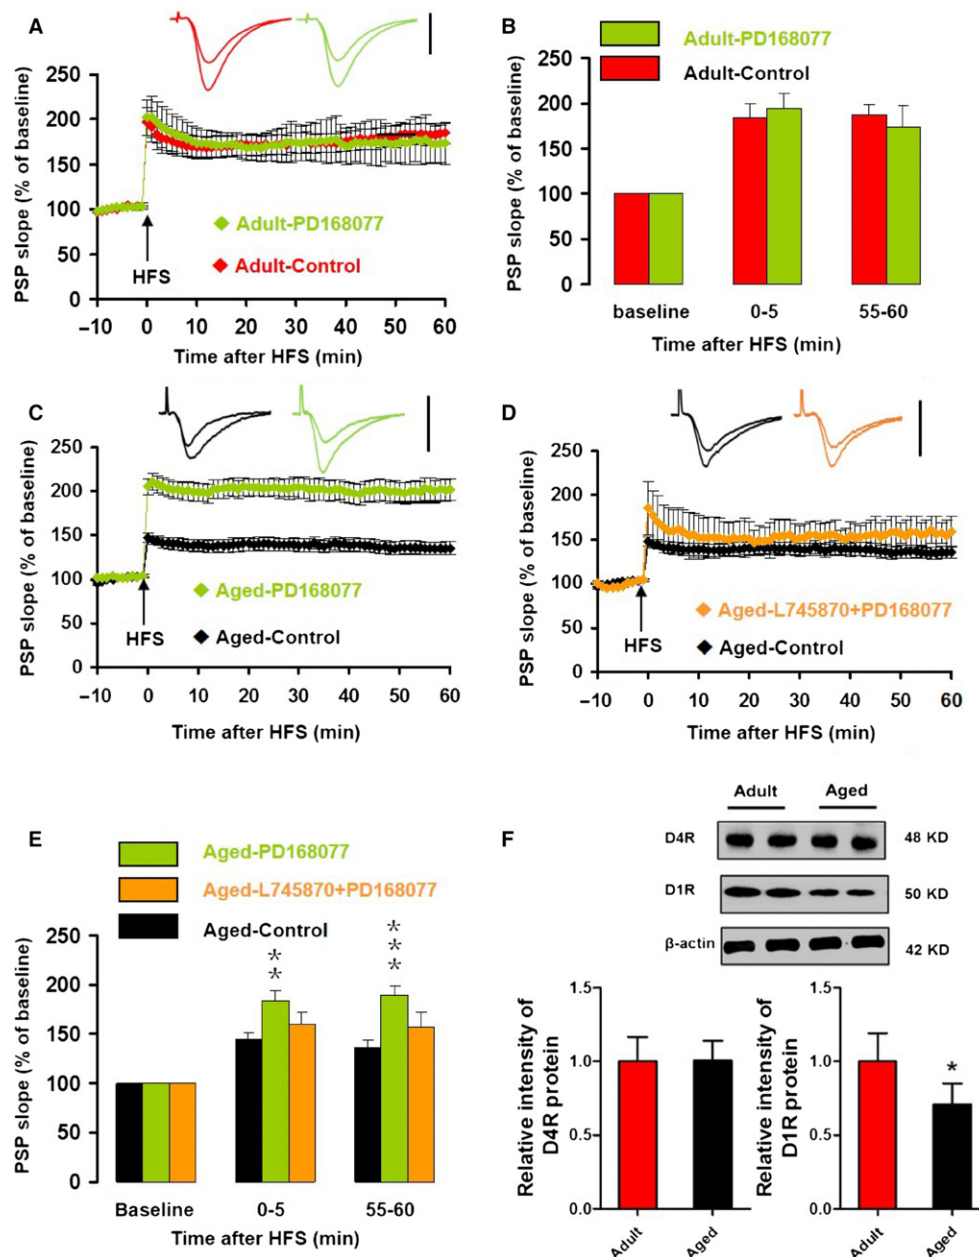 A
250
200
150
100
50
0
PSP slope (% of baseline)
HFS
Adult-PD168077
Adult-Control
−10 0 10 20 30 40 50 60
Time after HFS (min)
B
Adult-PD168077
Adult-Control
250
200
150
100
50
0
PSP slope (% of baseline)
baseline 0-5 55-60
Time after HFS (min)
C
250
200
150
100
50
0
PSP slope (% of baseline)
HFS
Aged-PD168077
Aged-Control
−10 0 10 20 30 40 50 60
Time after HFS (min)
D
250
200
150
100
50
0
PSP slope (% of baseline)
HFS
Aged-L745870+PD168077
Aged-Control
−10 0 10 20 30 40 50 60
Time after HFS (min)
E
Aged-PD168077
Aged-L745870+PD168077
Aged-Control
250
200
150
100
50
0
PSP slope (% of baseline)
**
***
Baseline 0-5 55-60
Time after HFS (min)
F
Adult Aged
D4R 48 KD
D1R 50 KD
β-actin 42 KD
1.5
1.0
0.5
0.0
Relative intensity of
D4R protein
Adult Aged
1.5
1.0
0.5
0.0
Relative intensity of
D1R protein
*
Adult Aged